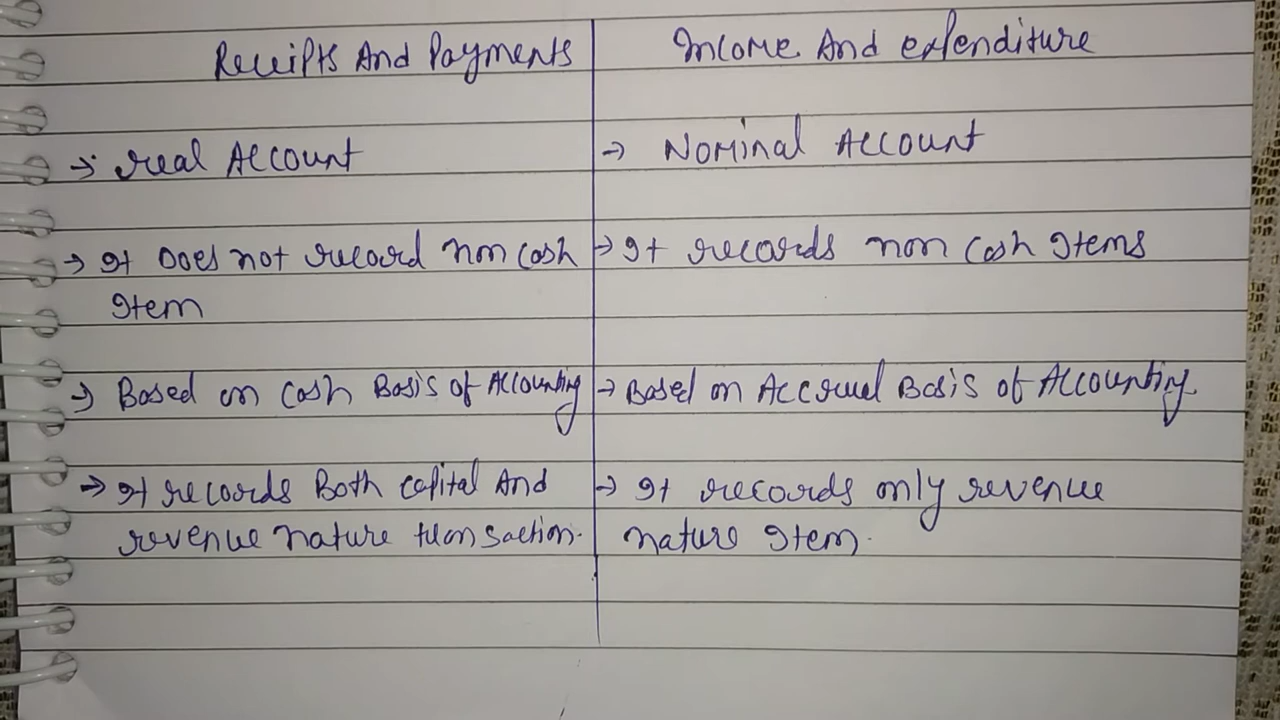 Receipts And Payments
Income And expenditure
→ real Account
→ Nominal Account
→ It Does not record non cash
Item
→ It records non cash Items
→ Based on cash Basis of Accounting
→ Based on Accrual Basis of Accounting.
→ It records Both capital And
revenue nature transaction.
→ It records only revenue
nature Item.